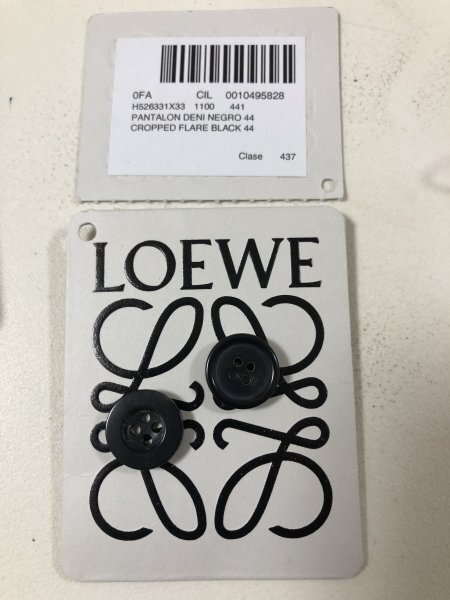 0FA CIL 0010495828
H526331X33 1100 441
PANTALON DENI NEGRO 44
CROPPED FLARE BLACK 44
Clase 437
LOEWE